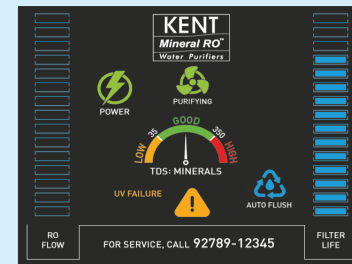 KENT
Mineral RO™
Water Purifiers
POWER
PURIFYING
LOW
35
GOOD
350
HIGH
TDS: MINERALS
UV FAILURE
AUTO FLUSH
RO
FLOW
FOR SERVICE, CALL 92789-12345
FILTER
LIFE